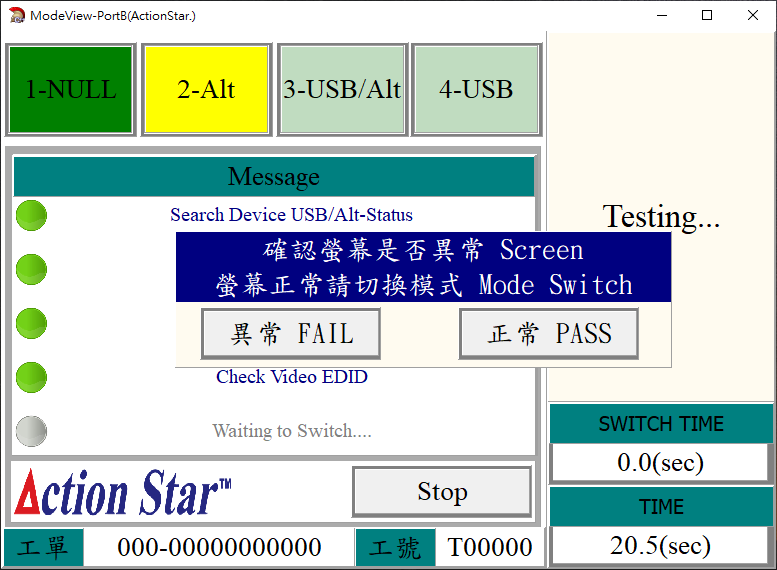 ModeView-PortB(ActionStar.)
1-NULL
2-Alt
3-USB/Alt
4-USB
Message
Search Device USB/Alt-Status
Testing...
確認螢幕是否異常 Screen
螢幕正常請切換模式 Mode Switch
異常 FAIL
正常 PASS
Check Video EDID
Waiting to Switch....
SWITCH TIME
0.0(sec)
Action Star™
Stop
TIME
20.5(sec)
工單
000-00000000000
工號
T00000